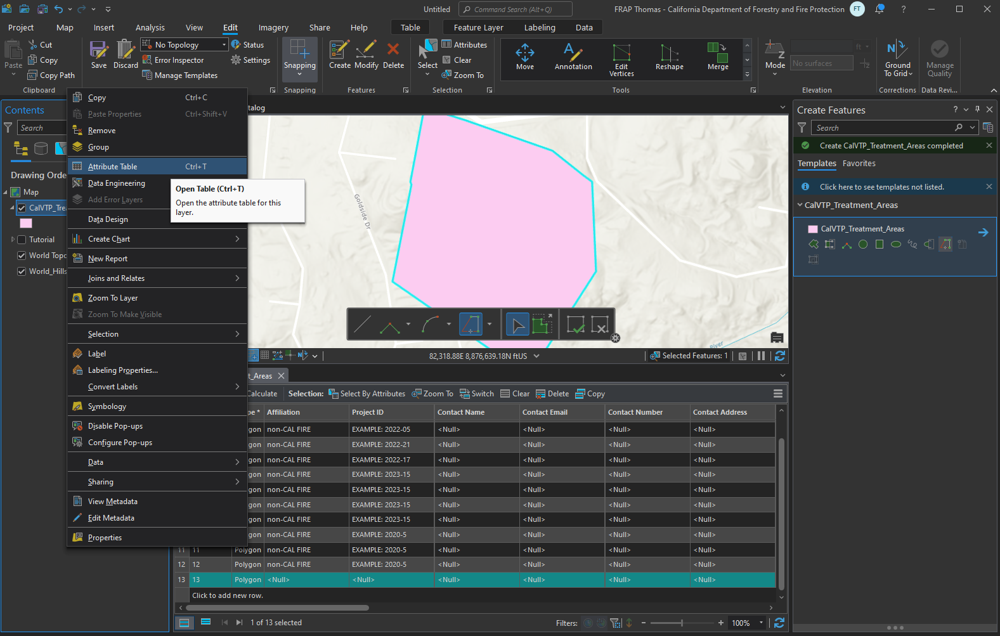 Untitled
Command Search (Alt+Q)
FRAP Thomas - California Department of Forestry and Fire Protection
FT
?
Project
Map
Insert
Analysis
View
Edit
Imagery
Share
Help
Table
Feature Layer
Labeling
Data
Paste
Cut
Copy
Copy Path
Clipboard
Save
Discard
No Topology
Error Inspector
Manage Templates
Status
Settings
Snapping
Snapping
Create
Modify
Delete
Features
Select
Attributes
Clear
Zoom To
Selection
Move
Annotation
Edit
Vertices
Reshape
Merge
Tools
Mode
ft
No surfaces
Elevation
Ground
To Grid
Corrections
Manage
Quality
Data Revi...
Contents
Search
Drawing Orde
Map
CalVTP_Trea
Tutorial
World Topo
World_Hills
Copy Ctrl+C
Paste Properties Ctrl+Shift+V
Remove
Group
Attribute Table Ctrl+T
Data Engineering
Add Error Layers
Data Design
Create Chart
New Report
Joins and Relates
Zoom To Layer
Zoom To Make Visible
Selection
Label
Labeling Properties...
Convert Labels
Symbology
Disable Pop-ups
Configure Pop-ups
Data
Sharing
View Metadata
Edit Metadata
Properties
Open Table (Ctrl+T)
Open the attribute table for this
layer.
talog
Goldside Dr
River
82,318.88E 8,876,639.18N ftUS
Selected Features: 1
t_Areas
Calculate
Selection:
Select By Attributes
Zoom To
Switch
Clear
Delete
Copy
pe * Affiliation Project ID Contact Name Contact Email Contact Number Contact Address
gon non-CAL FIRE EXAMPLE: 2022-05 <Null> <Null> <Null> <Null>
gon non-CAL FIRE EXAMPLE: 2022-21 <Null> <Null> <Null> <Null>
gon non-CAL FIRE EXAMPLE: 2022-17 <Null> <Null> <Null> <Null>
gon non-CAL FIRE EXAMPLE: 2023-15 <Null> <Null> <Null> <Null>
gon non-CAL FIRE EXAMPLE: 2023-15 <Null> <Null> <Null> <Null>
gon non-CAL FIRE EXAMPLE: 2023-15 <Null> <Null> <Null> <Null>
gon non-CAL FIRE EXAMPLE: 2023-15 <Null> <Null> <Null> <Null>
gon non-CAL FIRE EXAMPLE: 2020-5 <Null> <Null> <Null> <Null>
11 11 Polygon non-CAL FIRE EXAMPLE: 2020-5 <Null> <Null> <Null> <Null>
12 12 Polygon non-CAL FIRE EXAMPLE: 2020-5 <Null> <Null> <Null> <Null>
13 13 Polygon <Null> <Null> <Null> <Null> <Null> <Null>
Click to add new row.
1 of 13 selected
Filters:
100%
Create Features
?
Search
Create CalVTP_Treatment_Areas completed
Templates
Favorites
Click here to see templates not listed.
CalVTP_Treatment_Areas
CalVTP_Treatment_Areas